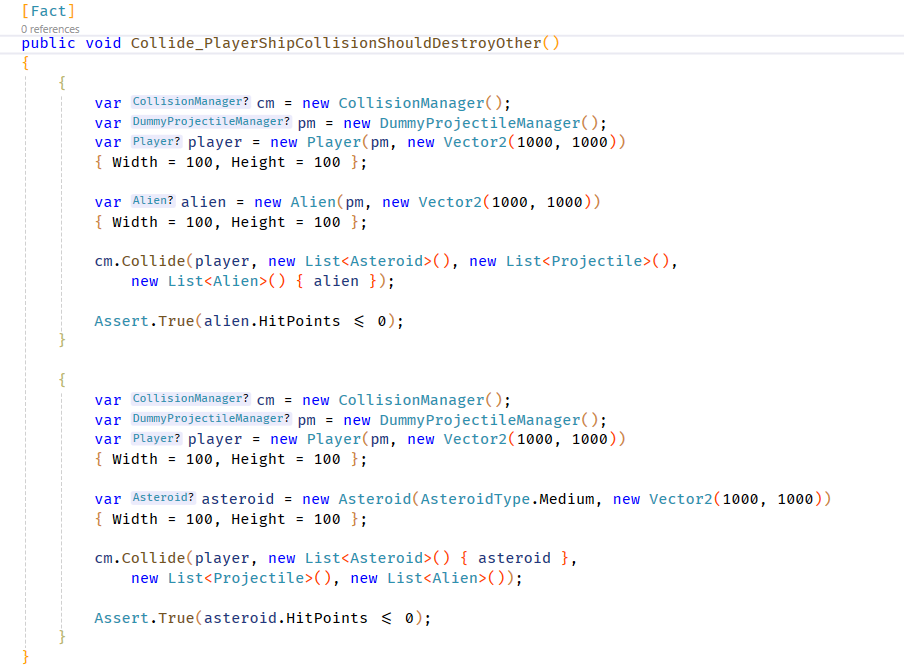 [Fact]
0 references
public void Collide_PlayerShipCollisionShouldDestroyOther()
{
{
var CollisionManager? cm = new CollisionManager();
var DummyProjectileManager? pm = new DummyProjectileManager();
var Player? player = new Player(pm, new Vector2(1000, 1000))
{ Width = 100, Height = 100 };
var Alien? alien = new Alien(pm, new Vector2(1000, 1000))
{ Width = 100, Height = 100 };
cm.Collide(player, new List<Asteroid>(), new List<Projectile>(),
new List<Alien>() { alien });
Assert.True(alien.HitPoints ⩽ 0);
}
{
var CollisionManager? cm = new CollisionManager();
var DummyProjectileManager? pm = new DummyProjectileManager();
var Player? player = new Player(pm, new Vector2(1000, 1000))
{ Width = 100, Height = 100 };
var Asteroid? asteroid = new Asteroid(AsteroidType.Medium, new Vector2(1000, 1000))
{ Width = 100, Height = 100 };
cm.Collide(player, new List<Asteroid>() { asteroid },
new List<Projectile>(), new List<Alien>());
Assert.True(asteroid.HitPoints ⩽ 0);
}
}